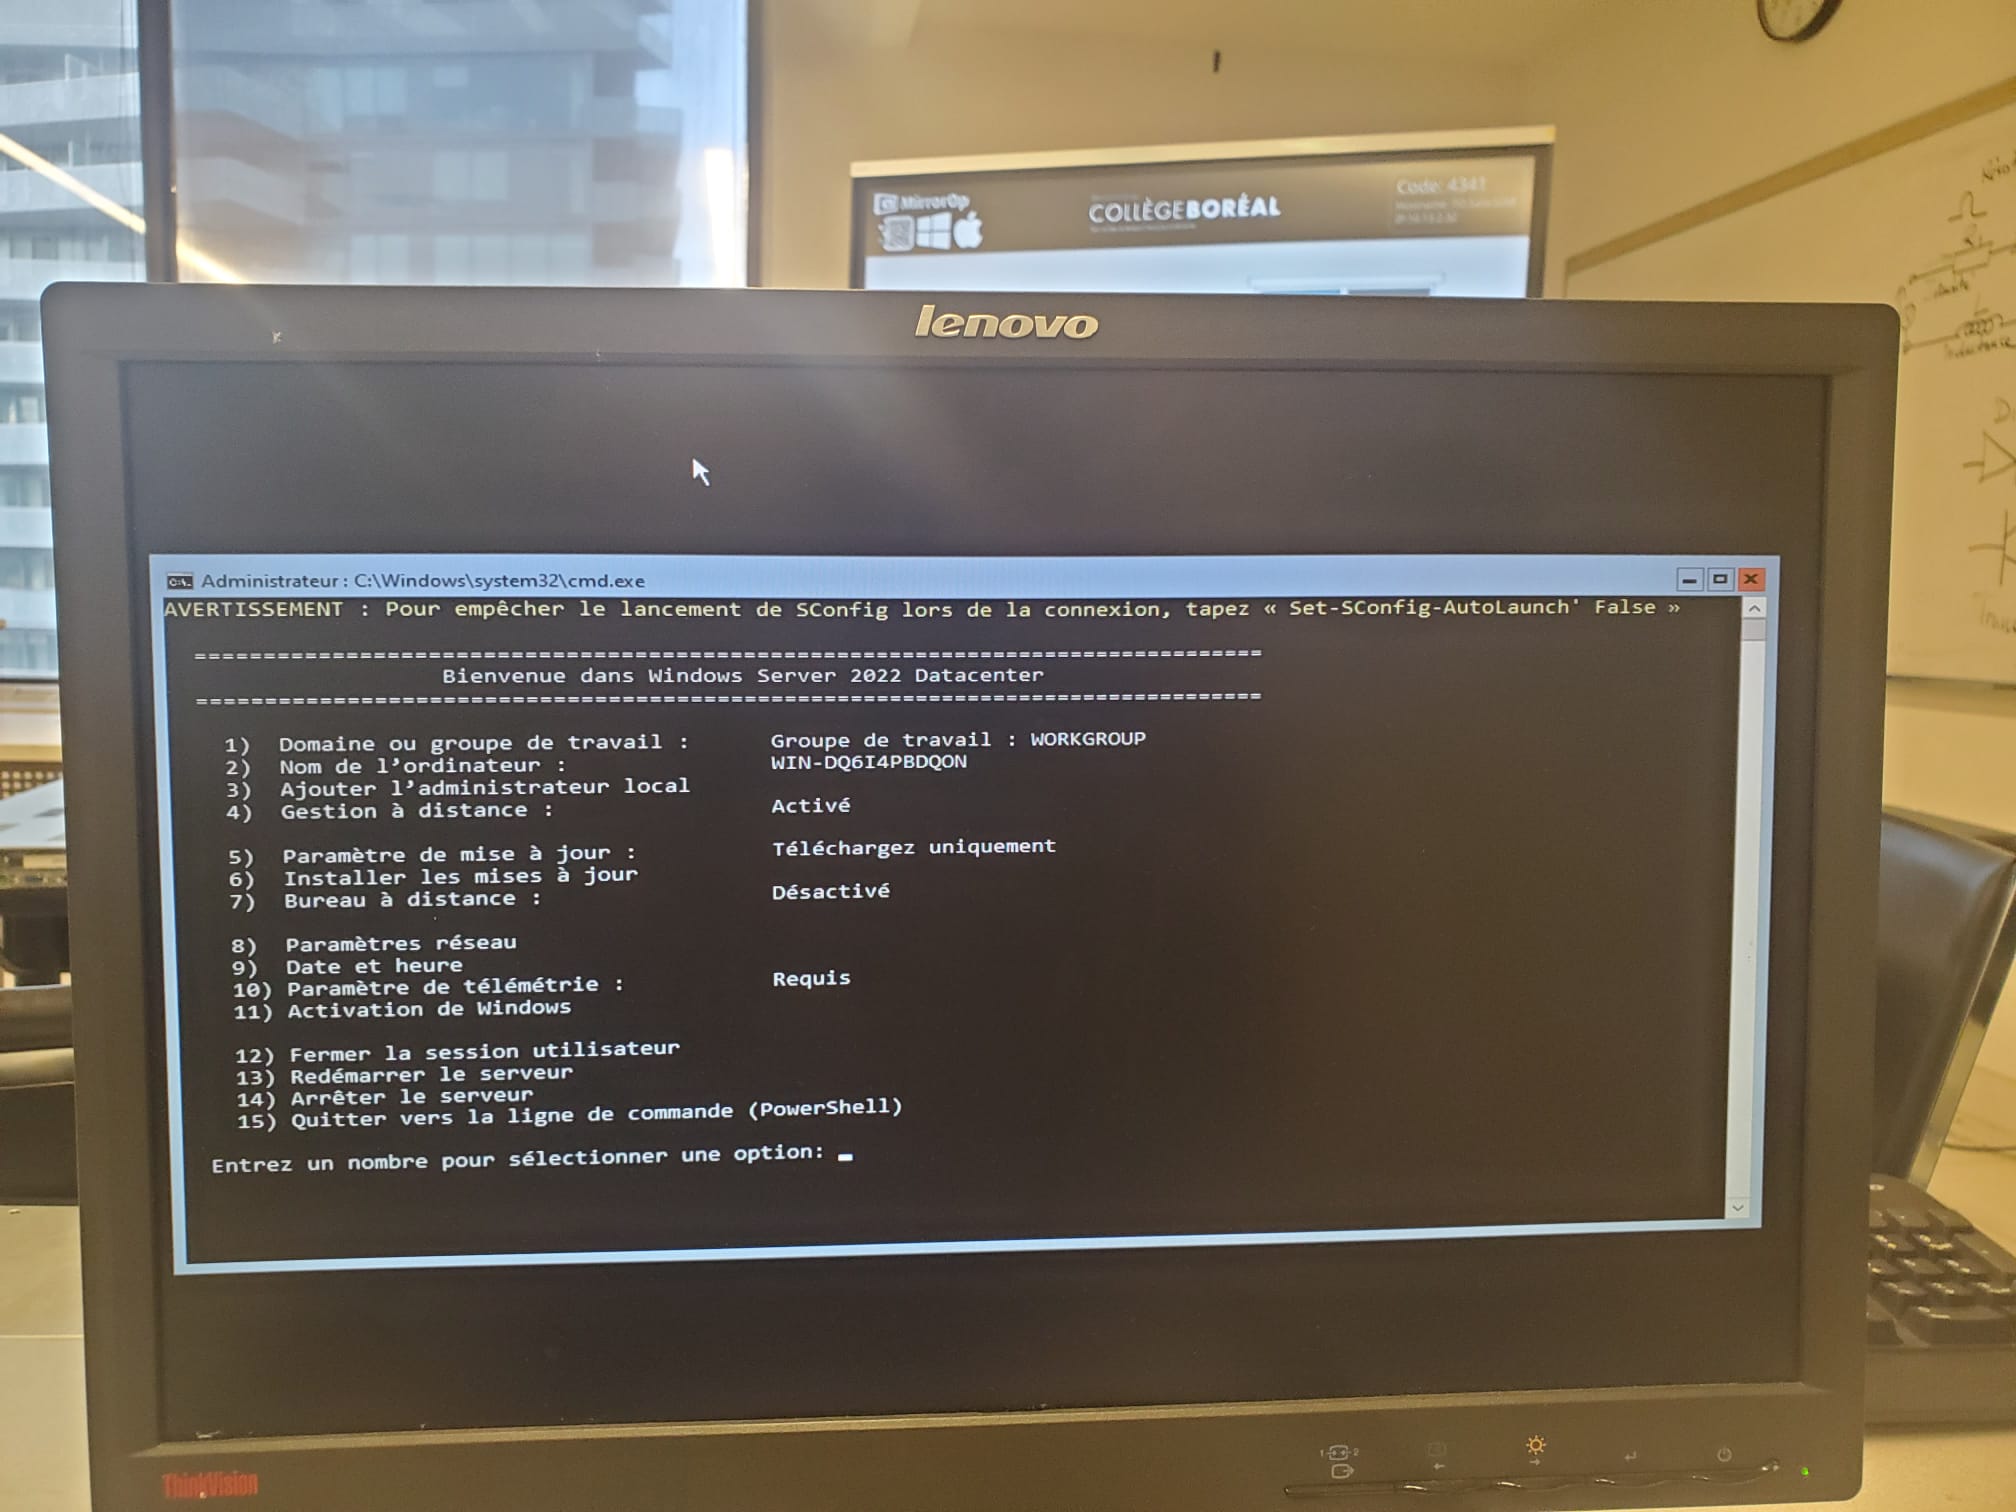 MirrorOp
COLLÈGEBORÉAL
Code: 4341
lenovo
Administrateur : C:\Windows\system32\cmd.exe
AVERTISSEMENT : Pour empêcher le lancement de SConfig lors de la connexion, tapez « Set-SConfig-AutoLaunch' False »
================================================================================
Bienvenue dans Windows Server 2022 Datacenter
================================================================================
1) Domaine ou groupe de travail : Groupe de travail : WORKGROUP
2) Nom de l'ordinateur : WIN-DQ6I4PBDQON
3) Ajouter l'administrateur local
4) Gestion à distance : Activé
5) Paramètre de mise à jour : Téléchargez uniquement
6) Installer les mises à jour
7) Bureau à distance : Désactivé
8) Paramètres réseau
9) Date et heure
10) Paramètre de télémétrie : Requis
11) Activation de Windows
12) Fermer la session utilisateur
13) Redémarrer le serveur
14) Arrêter le serveur
15) Quitter vers la ligne de commande (PowerShell)
Entrez un nombre pour sélectionner une option:
ThinkVision